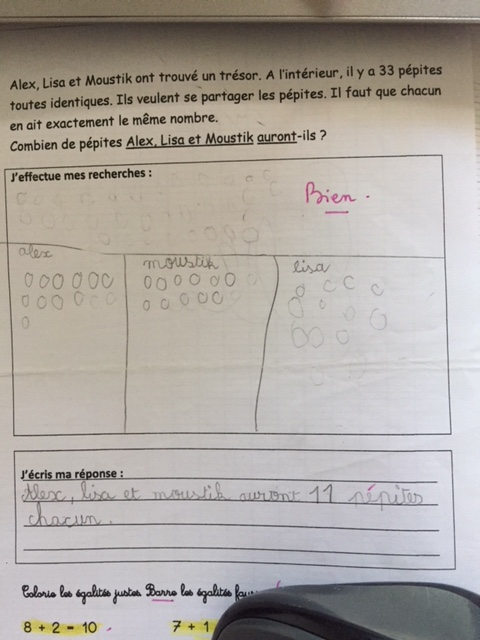 Alex, Lisa et Moustik ont trouvé un trésor. A l'intérieur, il y a 33 pépites
toutes identiques. Ils veulent se partager les pépites. Il faut que chacun
en ait exactement le même nombre.
Combien de pépites Alex, Lisa et Moustik auront-ils ?
J'effectue mes recherches :
Bien.
alex
moustik
lisa
J'écris ma réponse :
Alex, lisa et moustik auront 11 pépites
chacun.
Colorie les égalités justes. Barre les égalités
8 + 2 = 10
7 + 1